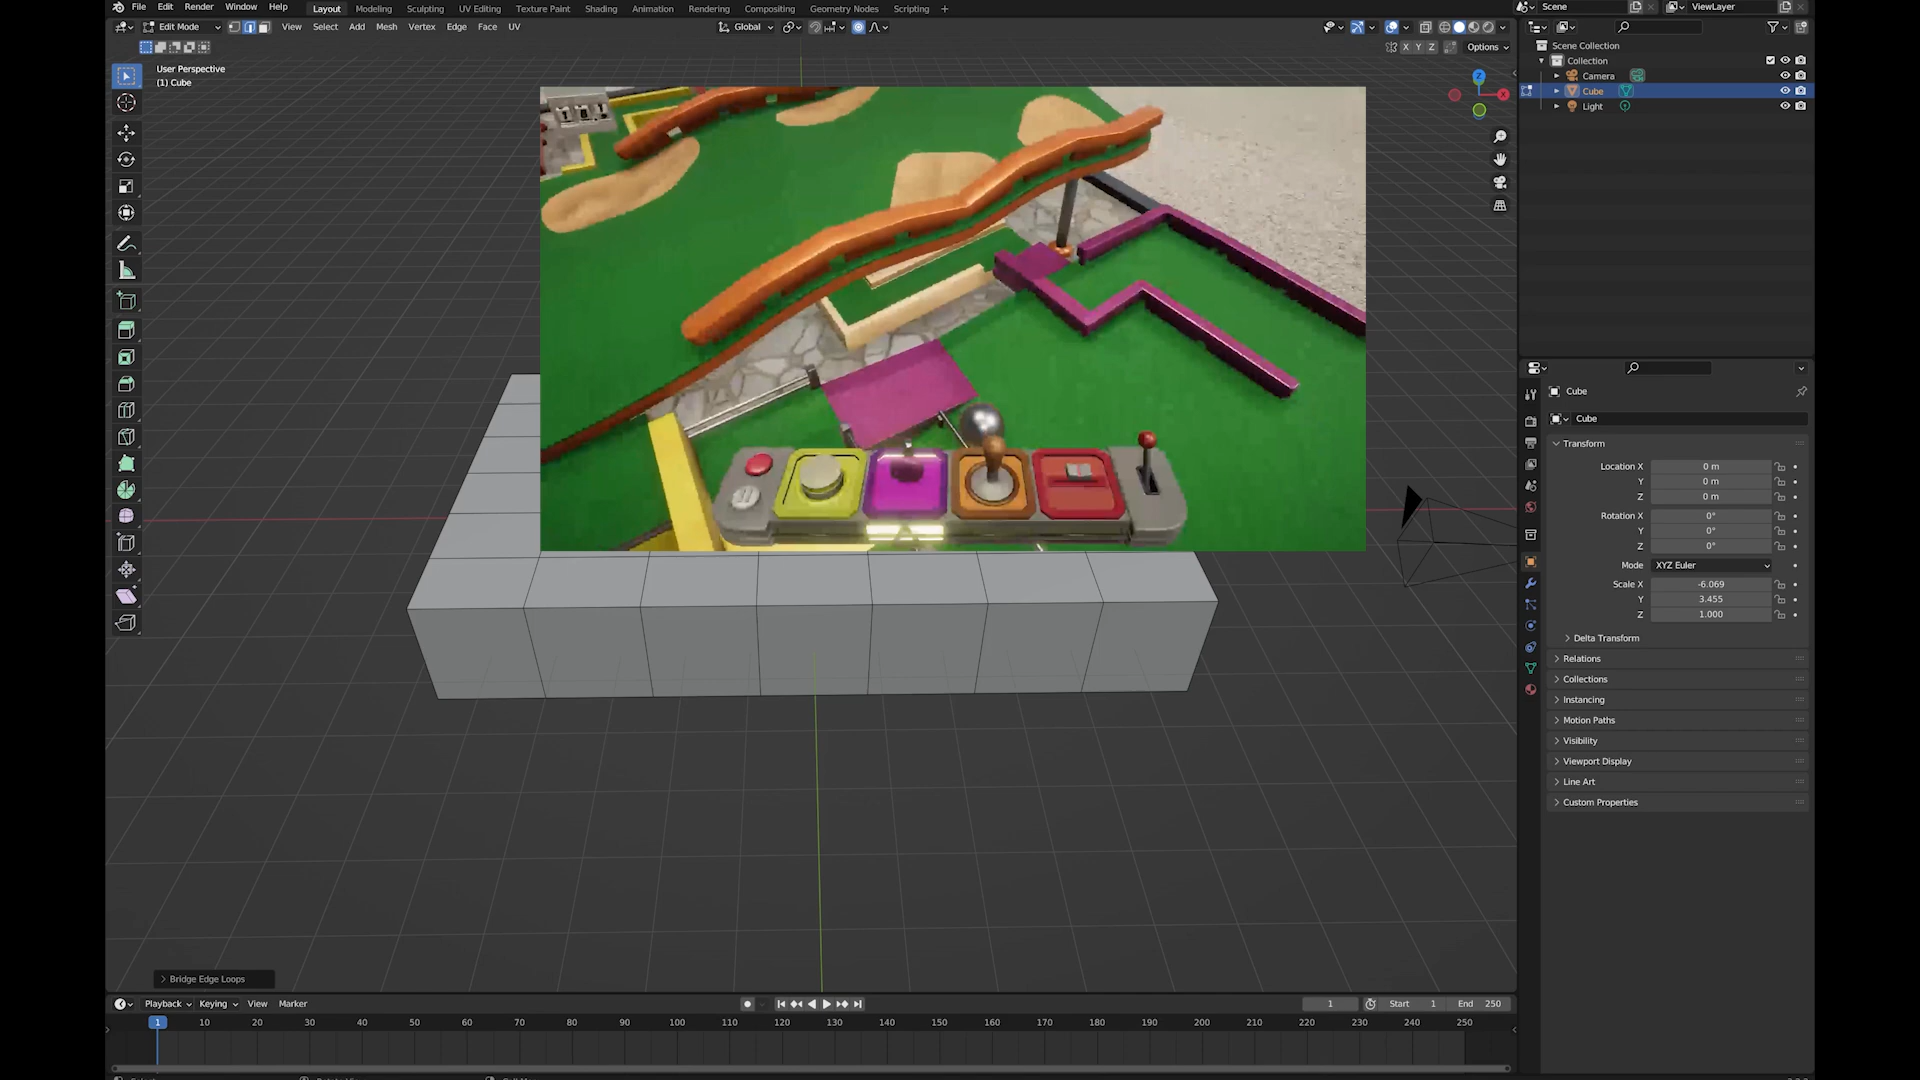 File Edit Render Window Help Layout Modeling Sculpting UV Editing Texture Paint Shading Animation Rendering Compositing Geometry Nodes Scripting + Scene ViewLayer
Edit Mode View Select Add Mesh Vertex Edge Face UV Global
X Y Z Options
User Perspective
(1) Cube
Z
X
Scene Collection
Collection
Camera
Cube
Light
Cube
Cube
Transform
Location X 0 m
Y 0 m
Z 0 m
Rotation X 0°
Y 0°
Z 0°
Mode XYZ Euler
Scale X -6.069
Y 3.455
Z 1.000
Delta Transform
Relations
Collections
Instancing
Motion Paths
Visibility
Viewport Display
Line Art
Custom Properties
Bridge Edge Loops
Playback Keying View Marker 1 Start 1 End 250
1 10 20 30 40 50 60 70 80 90 100 110 120 130 140 150 160 170 180 190 200 210 220 230 240 250